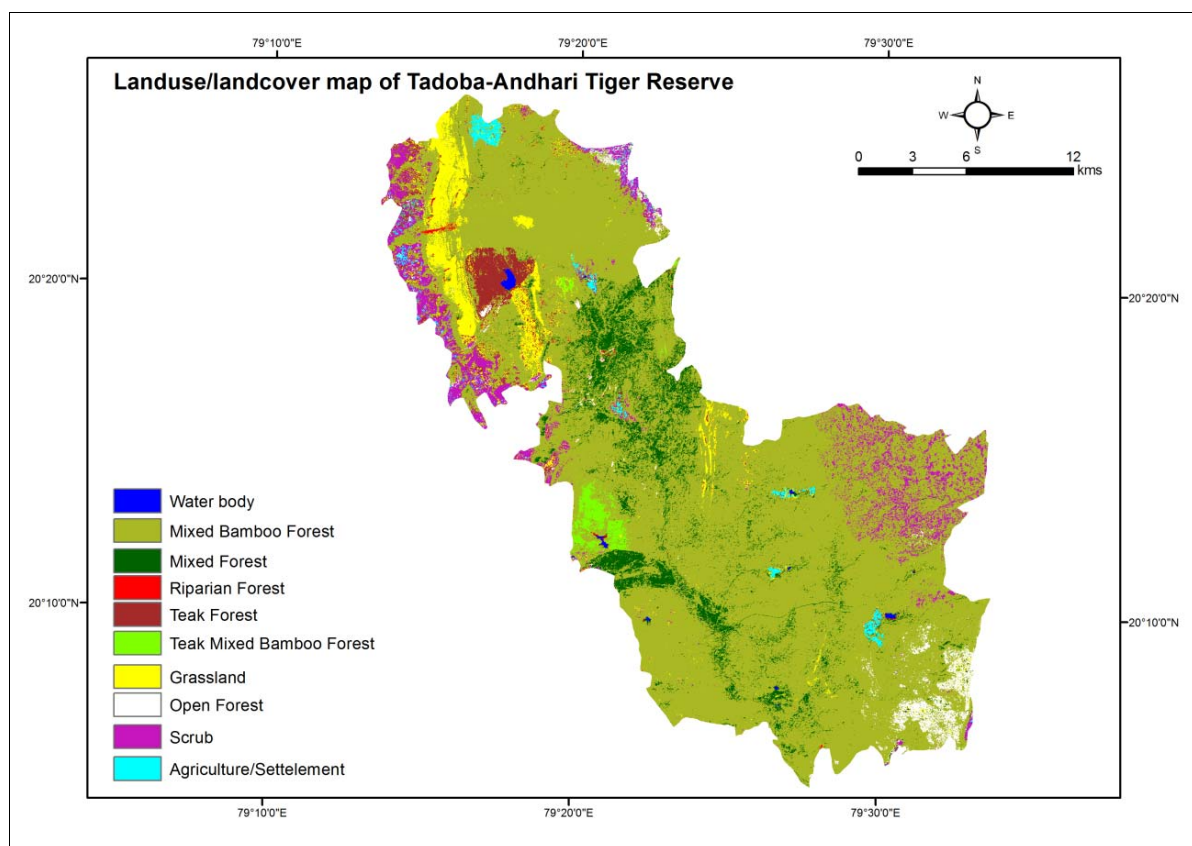 79°10'0"E 79°20'0"E 79°30'0"E
Landuse/landcover map of Tadoba-Andhari Tiger Reserve
N
W E
S
0 3 6 12
kms
20°20'0"N 20°20'0"N
Water body
Mixed Bamboo Forest
Mixed Forest
Riparian Forest
Teak Forest
Teak Mixed Bamboo Forest
Grassland
Open Forest
Scrub
Agriculture/Settelement
20°10'0"N 20°10'0"N
79°10'0"E 79°20'0"E 79°30'0"E